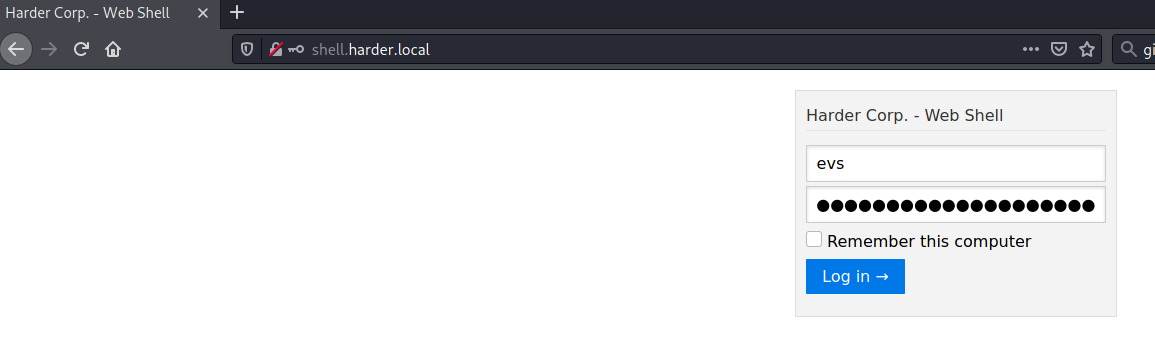 Harder Corp. - Web Shell
shell.harder.local
gi
Harder Corp. - Web Shell
evs
●●●●●●●●●●●●●●●●●●●●
Remember this computer
Log in →